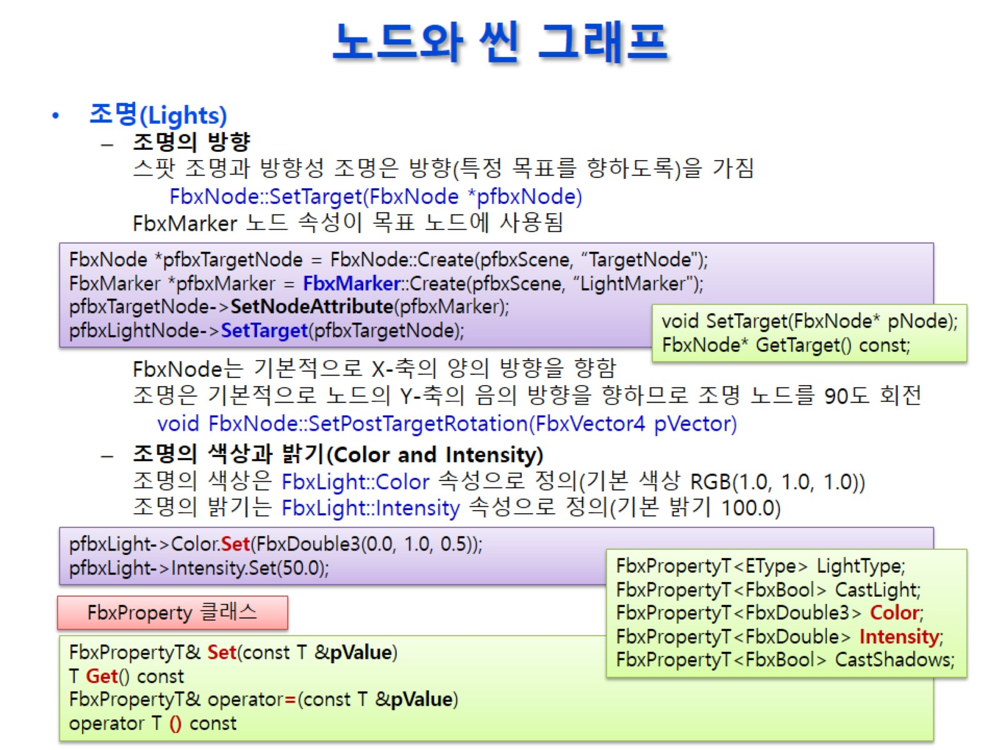 노드와 씬 그래프
• 조명(Lights)
– 조명의 방향
스팟 조명과 방향성 조명은 방향(특정 목표를 향하도록)을 가짐
FbxNode::SetTarget(FbxNode *pfbxNode)
FbxMarker 노드 속성이 목표 노드에 사용됨
FbxNode *pfbxTargetNode = FbxNode::Create(pfbxScene, “TargetNode");
FbxMarker *pfbxMarker = FbxMarker::Create(pfbxScene, “LightMarker");
pfbxTargetNode->SetNodeAttribute(pfbxMarker);
pfbxLightNode->SetTarget(pfbxTargetNode);
void SetTarget(FbxNode* pNode);
FbxNode* GetTarget() const;
FbxNode는 기본적으로 X-축의 양의 방향을 향함
조명은 기본적으로 노드의 Y-축의 음의 방향을 향하므로 조명 노드를 90도 회전
void FbxNode::SetPostTargetRotation(FbxVector4 pVector)
– 조명의 색상과 밝기(Color and Intensity)
조명의 색상은 FbxLight::Color 속성으로 정의(기본 색상 RGB(1.0, 1.0, 1.0))
조명의 밝기는 FbxLight::Intensity 속성으로 정의(기본 밝기 100.0)
pfbxLight->Color.Set(FbxDouble3(0.0, 1.0, 0.5));
pfbxLight->Intensity.Set(50.0);
FbxPropertyT<EType> LightType;
FbxPropertyT<FbxBool> CastLight;
FbxPropertyT<FbxDouble3> Color;
FbxPropertyT<FbxDouble> Intensity;
FbxPropertyT<FbxBool> CastShadows;
FbxProperty 클래스
FbxPropertyT& Set(const T &pValue)
T Get() const
FbxPropertyT& operator=(const T &pValue)
operator T () const